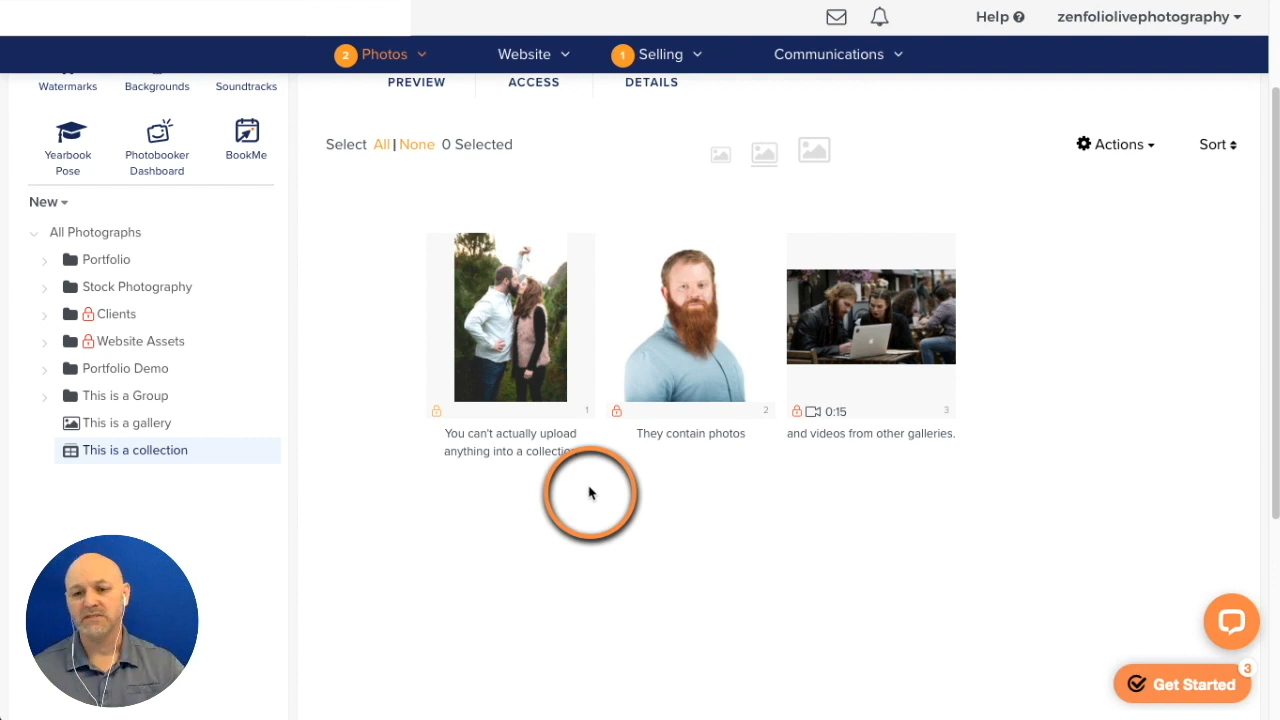 Help
zenfoliolivephotography
2 Photos
Website
1 Selling
Communications
Watermarks
Backgrounds
Soundtracks
PREVIEW
ACCESS
DETAILS
Yearbook
Pose
Photobooker
Dashboard
BookMe
Select All | None 0 Selected
Actions
Sort
New
All Photographs
Portfolio
Stock Photography
Clients
Website Assets
Portfolio Demo
This is a Group
This is a gallery
This is a collection
1
You can't actually upload
anything into a collection.
2
They contain photos
0:15
3
and videos from other galleries.
3
Get Started